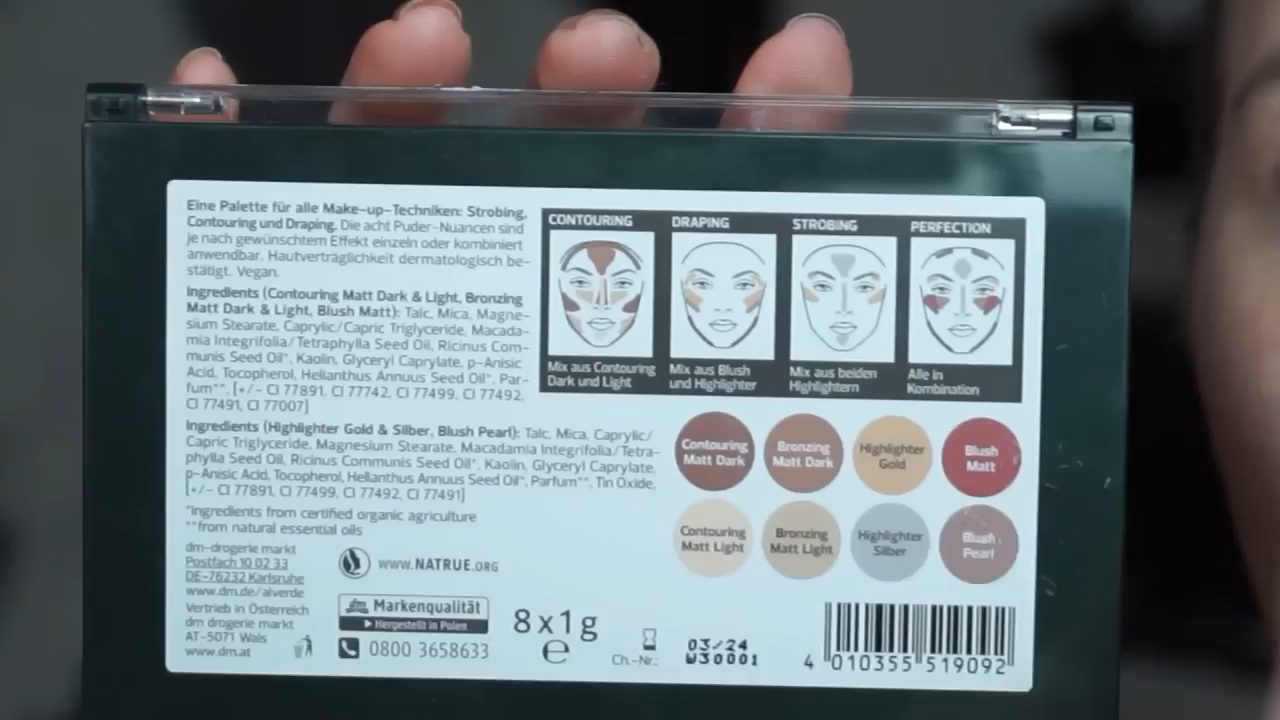 Eine Palette für alle Make-up-Techniken: Strobing,
Contouring und Draping. Die acht Puder-Nuancen sind
je nach gewünschtem Effekt einzeln oder kombiniert
anwendbar. Hautverträglichkeit dermatologisch be-
stätigt. Vegan.
Ingredients (Contouring Matt Dark & Light, Bronzing
Matt Dark & Light, Blush Matt): Talc, Mica, Magne-
sium Stearate, Caprylic/Capric Triglyceride, Macada-
mia Integrifolia/Tetraphylla Seed Oil, Ricinus Com-
munis Seed Oil*, Kaolin, Glyceryl Caprylate, p-Anisic
Acid, Tocopherol, Helianthus Annuus Seed Oil*, Par-
fum**, [+/- CI 77891, CI 77742, CI 77499, CI 77492,
CI 77491, CI 77007]
Ingredients (Highlighter Gold & Silber, Blush Pearl): Talc, Mica, Caprylic/
Capric Triglyceride, Magnesium Stearate, Macadamia Integrifolia/Tetra-
phylla Seed Oil, Ricinus Communis Seed Oil*, Kaolin, Glyceryl Caprylate,
p-Anisic Acid, Tocopherol, Helianthus Annuus Seed Oil*, Parfum**, Tin Oxide,
[+/- CI 77891, CI 77499, CI 77492, CI 77491]
*Ingredients from certified organic agriculture
**from natural essential oils
dm-drogerie markt
Postfach 10 02 33
DE-76232 Karlsruhe
www.dm.de/alverde
Vertrieb in Österreich
dm drogerie markt
AT-5071 Wals
www.dm.at
www.NATRUE.ORG
dm Markenqualität
Hergestellt in Polen
0800 3658633
8x1g
e
Ch.-Nr.:
03/24
W30001
CONTOURING
Mix aus Contouring
Dark und Light
DRAPING
Mix aus Blush
und Highlighter
STROBING
Mix aus beiden
Highlightern
PERFECTION
Alle in
Kombination
Contouring
Matt Dark
Bronzing
Matt Dark
Highlighter
Gold
Blush
Matt
Contouring
Matt Light
Bronzing
Matt Light
Highlighter
Silber
Blush
Pearl
4 010355 519092